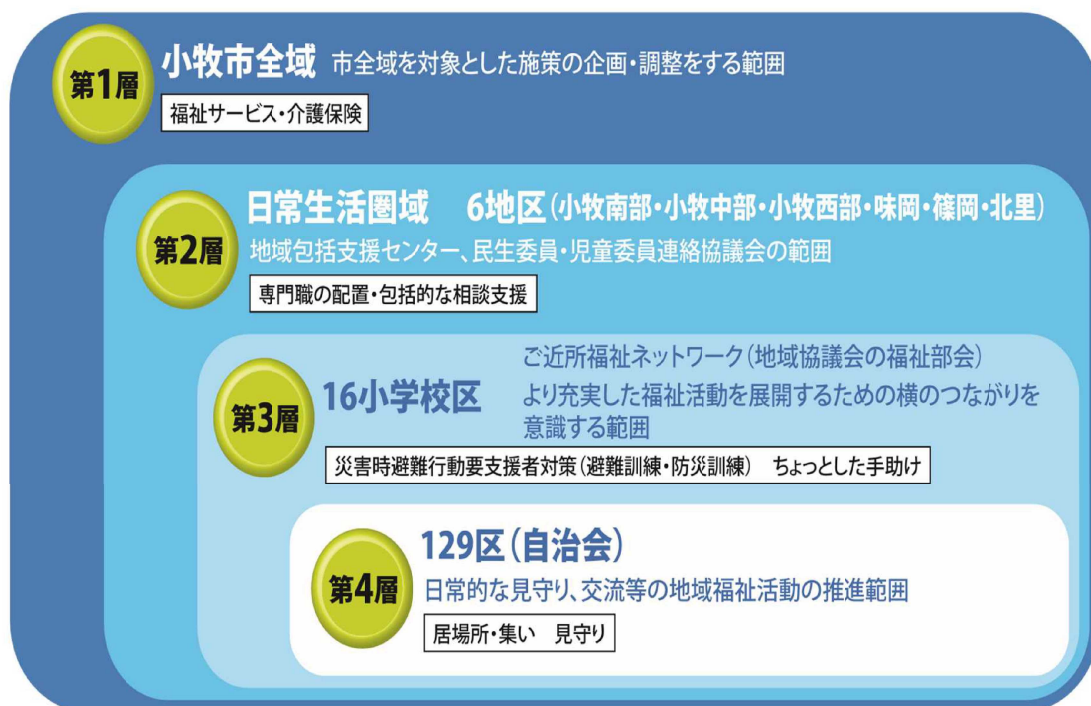 第1層
小牧市全域 市全域を対象とした施策の企画・調整をする範囲
福祉サービス・介護保険
第2層
日常生活圏域 6地区(小牧南部・小牧中部・小牧西部・味岡・篠岡・北里)
地域包括支援センター、民生委員・児童委員連絡協議会の範囲
専門職の配置・包括的な相談支援
第3層
16小学校区
ご近所福祉ネットワーク(地域協議会の福祉部会)
より充実した福祉活動を展開するための横のつながりを
意識する範囲
災害時避難行動要支援者対策(避難訓練・防災訓練) ちょっとした手助け
第4層
129区(自治会)
日常的な見守り、交流等の地域福祉活動の推進範囲
居場所・集い 見守り